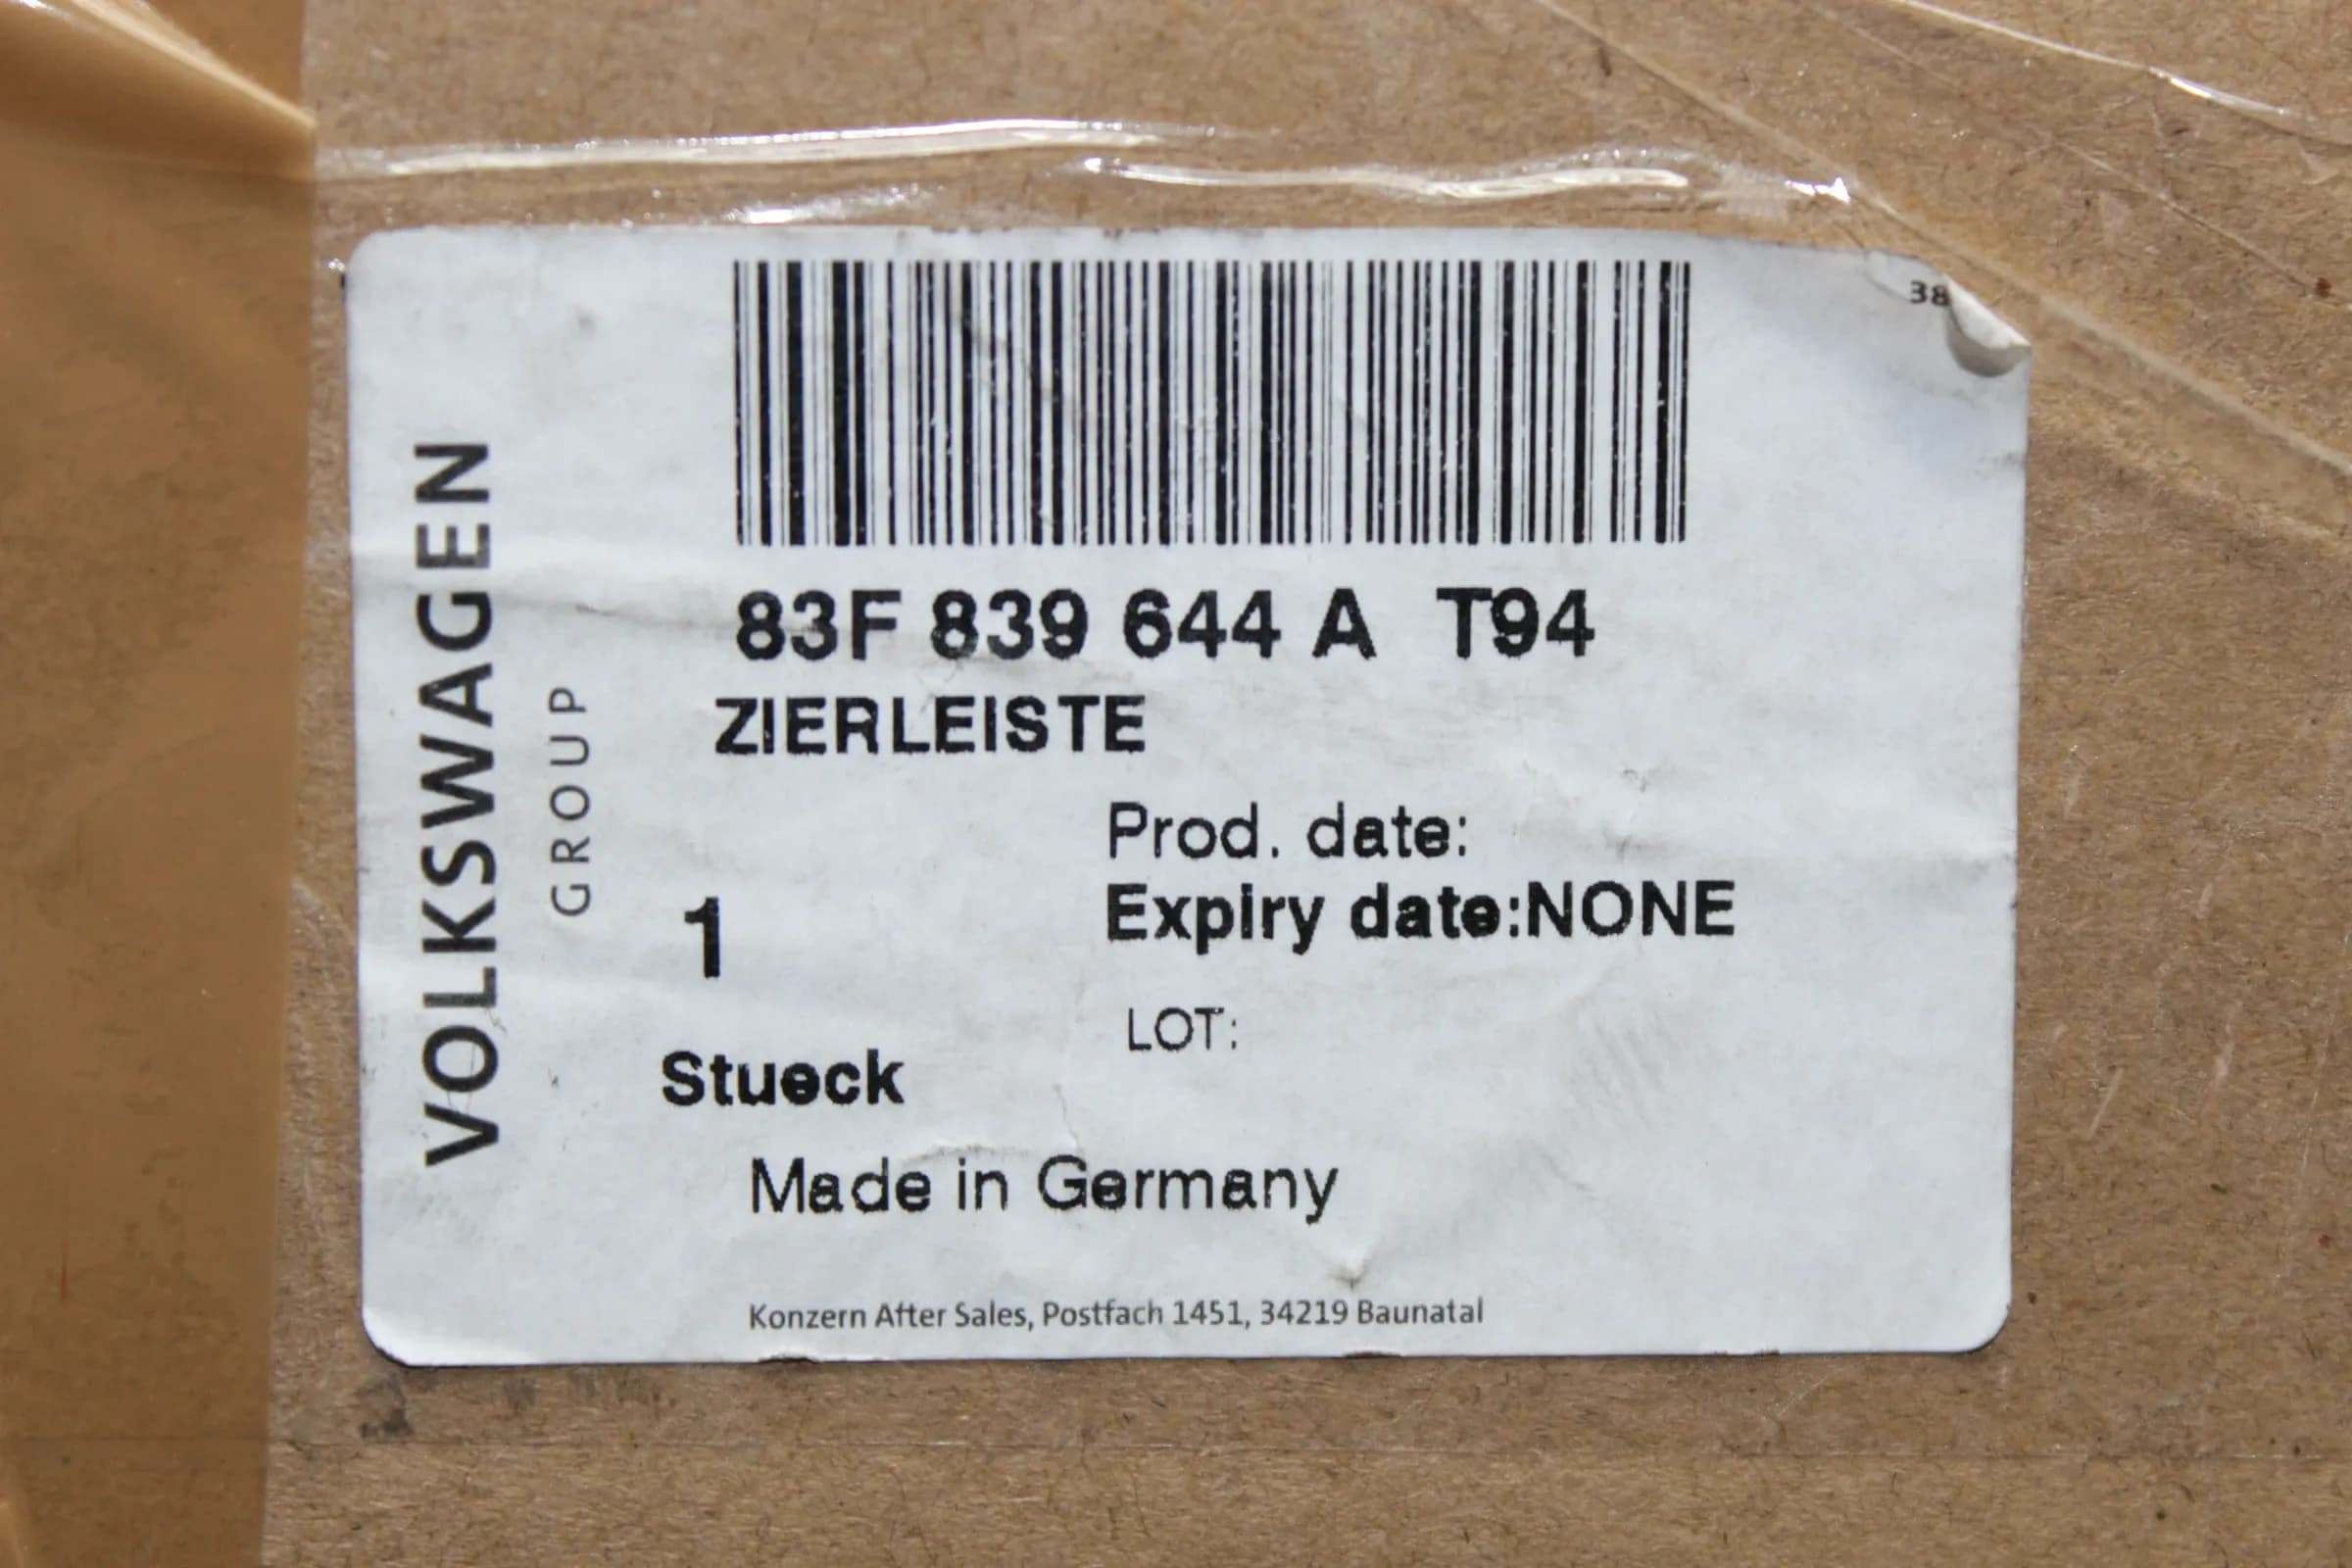 38
83F 839 644 A T94
ZIERLEISTE
VOLKSWAGEN
GROUP
Prod. date:
Expiry date:NONE
1
LOT:
Stueck
Made in Germany
Konzern After Sales, Postfach 1451, 34219 Baunatal